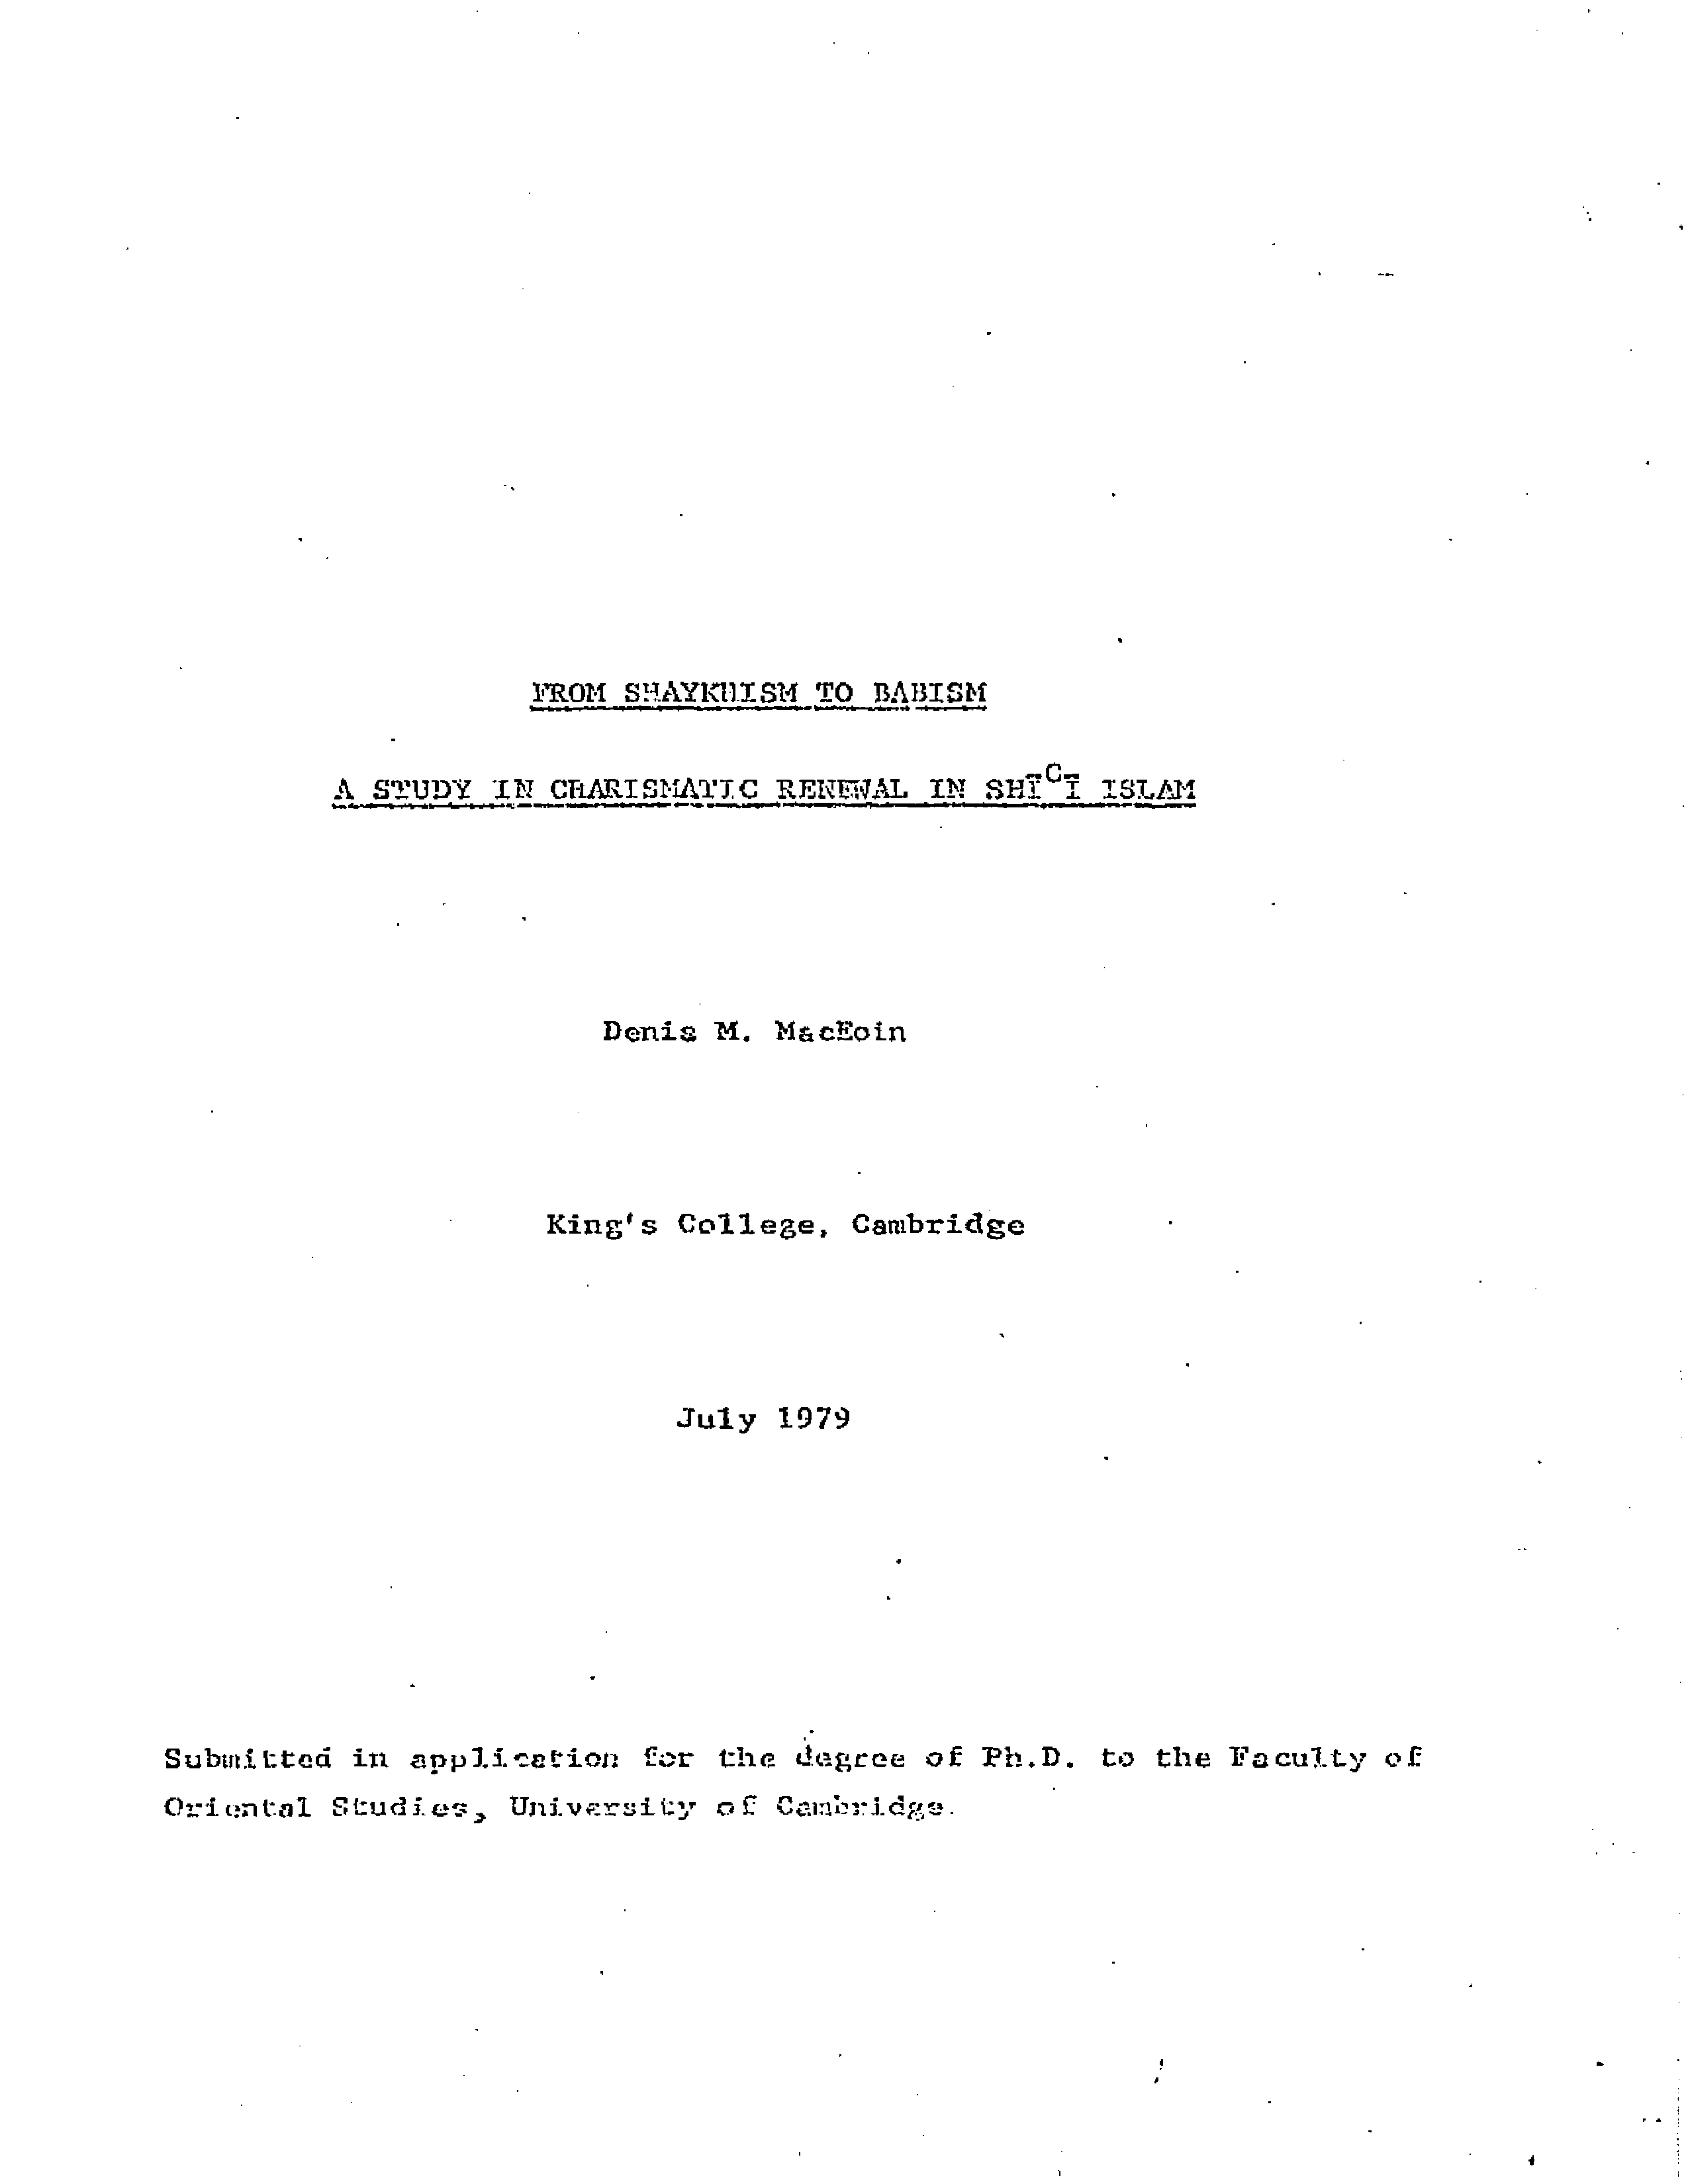 FROM SHAYKHISM TO BABISM
A STUDY IN CHARISMATIC RENEWAL IN SHĪᶜĪ ISLAM
Denis M. MacEoin
King's College, Cambridge
July 1979
Submitted in application for the degree of Ph.D. to the Faculty of
Oriental Studies, University of Cambridge.